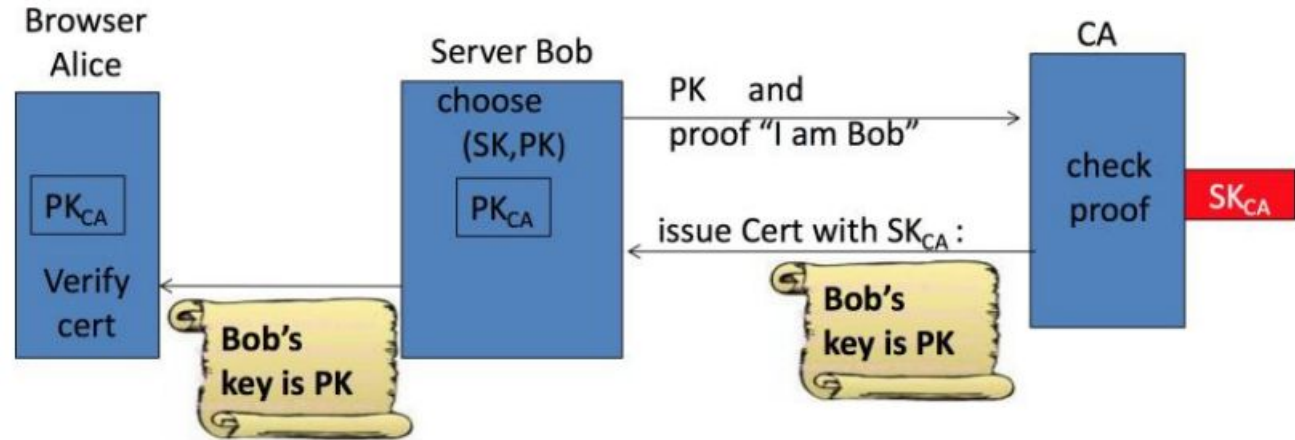 Browser
Alice
PK_CA
Verify
cert
Server Bob
choose
(SK,PK)
PK_CA
Bob’s
key is PK
PK and
proof “I am Bob”
issue Cert with SK_CA :
Bob’s
key is PK
CA
check
proof
SK_CA